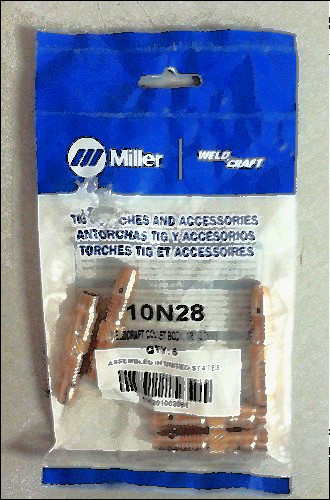 Miller
WELD
CRAFT
TIG AND ACCESSORIES
ANTORCHAS TIG Y ACCESORIOS
TORCHES TIG ET ACCESSOIRES
10N28
QTY: 5
ASSEMBLED IN UNITED STATES